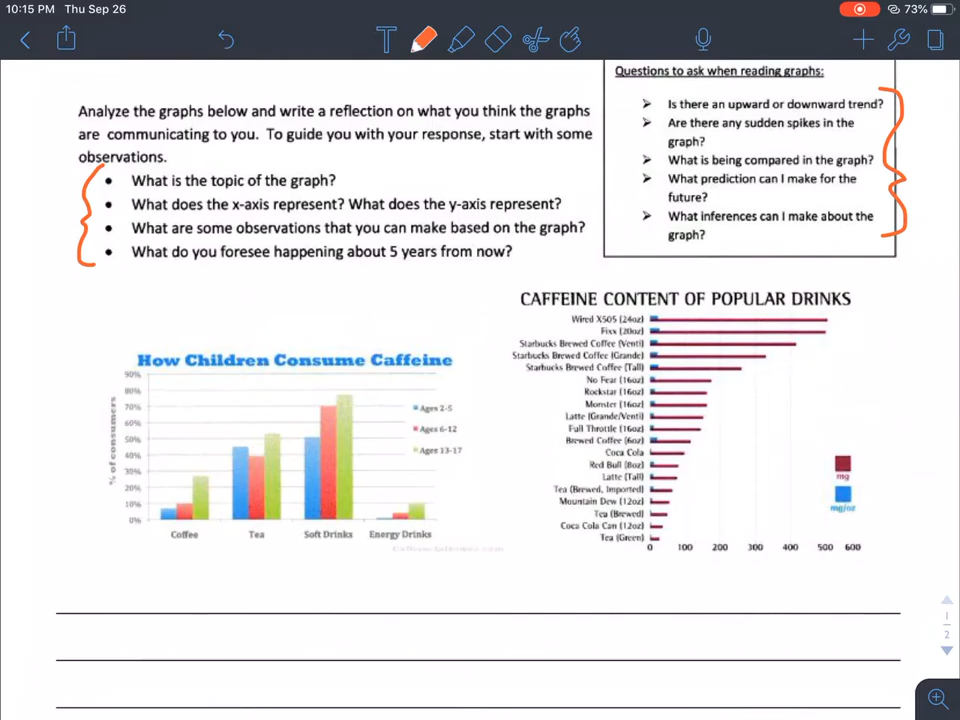 10:15 PM Thu Sep 26
73%
Questions to ask when reading graphs:
Is there an upward or downward trend?
Are there any sudden spikes in the
graph?
What is being compared in the graph?
What prediction can I make for the
future?
What inferences can I make about the
graph?
Analyze the graphs below and write a reflection on what you think the graphs
are communicating to you. To guide you with your response, start with some
observations.
What is the topic of the graph?
What does the x-axis represent? What does the y-axis represent?
What are some observations that you can make based on the graph?
What do you foresee happening about 5 years from now?
How Children Consume Caffeine
% of consumers
90%
80%
70%
60%
50%
40%
30%
20%
10%
0%
Coffee Tea Soft Drinks Energy Drinks
Ages 2-5
Ages 6-12
Ages 13-17
CAFFEINE CONTENT OF POPULAR DRINKS
Wired X505 (24oz)
Fixx (20oz)
Starbucks Brewed Coffee (Venti)
Starbucks Brewed Coffee (Grande)
Starbucks Brewed Coffee (Tall)
No Fear (16oz)
Rockstar (16oz)
Monster (16oz)
Latte (Grande/Venti)
Full Throttle (16oz)
Brewed Coffee (6oz)
Coca Cola
Red Bull (8oz)
Latte (Tall)
Tea (Brewed, Imported)
Mountain Dew (12oz)
Tea (Brewed)
Coca Cola Can (12oz)
Tea (Green)
0 100 200 300 400 500 600
mg
mg/oz
1
2